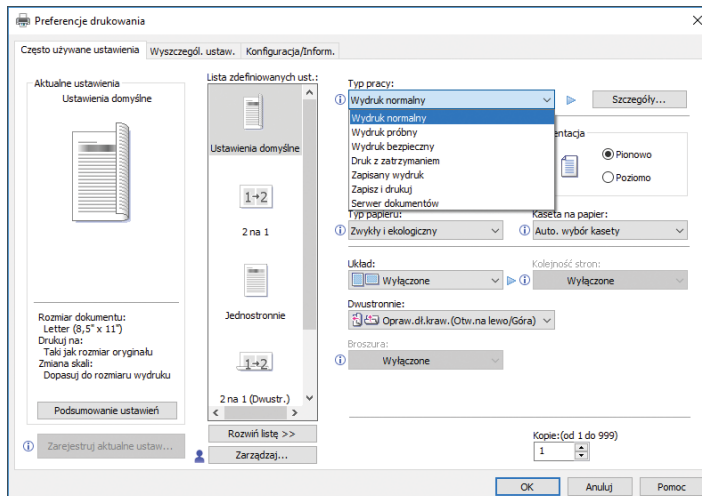 Preferencje drukowania
Często używane ustawienia
Wyszczegól. ustaw.
Konfiguracja/Inform.
Aktualne ustawienia
Ustawienia domyślne
Rozmiar dokumentu:
Letter (8,5" x 11")
Drukuj na:
Taki jak rozmiar oryginału
Zmiana skali:
Dopasuj do rozmiaru wydruku
Podsumowanie ustawień
Zarejestruj aktualne ustaw...
Lista zdefiniowanych ust.:
Ustawienia domyślne
1→2
2 na 1
Jednostronnie
1→2
2 na 1 (Dwustr.)
Rozwiń listę >>
Zarządzaj...
Typ pracy:
Wydruk normalny
Szczegóły...
Wydruk normalny
Wydruk próbny
Wydruk bezpieczny
Druk z zatrzymaniem
Zapisany wydruk
Zapisz i drukuj
Serwer dokumentów
entacja
Pionowo
Poziomo
Typ papieru:
Zwykły i ekologiczny
Kaseta na papier:
Auto. wybór kasety
Układ:
Wyłączone
Kolejność stron:
Wyłączone
Dwustronnie:
Opraw.dł.kraw.(Otw.na lewo/Góra)
Broszura:
Wyłączone
Kopie:(od 1 do 999)
1
OK
Anuluj
Pomoc